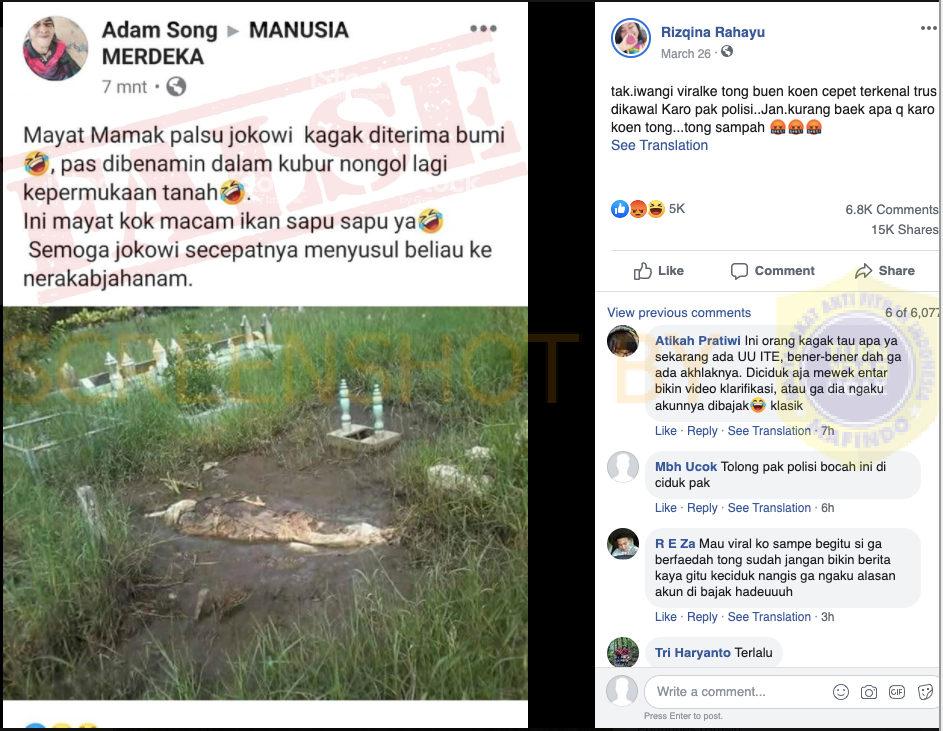 Adam Song ▶ MANUSIA
MERDEKA
7 mnt ·
FALSE
Mayat Mamak palsu jokowi kagak diterima bumi
🤣, pas dibenamin dalam kubur nongol lagi
kepermukaan tanah🤣.
Ini mayat kok macam ikan sapu sapu ya🤣
Semoga jokowi secepatnya menyusul beliau ke
nerakabjahanam.
SCREENSHOT BY
Rizqina Rahayu
March 26 ·
tak.iwangi viralke tong buen koen cepet terkenal trus
dikawal Karo pak polisi..Jan.kurang baek apa q karo
koen tong...tong sampah 🤬🤬🤬
See Translation
5K
6.8K Comments
15K Shares
Like Comment Share
View previous comments 6 of 6,077
Atikah Pratiwi Ini orang kagak tau apa ya
sekarang ada UU ITE, bener-bener dah ga
ada akhlaknya. Diciduk aja mewek entar
bikin video klarifikasi, atau ga dia ngaku
akunnya dibajak😂 klasik
Like · Reply · See Translation · 7h
Mbh Ucok Tolong pak polisi bocah ini di
ciduk pak
Like · Reply · See Translation · 6h
R E Za Mau viral ko sampe begitu si ga
berfaedah tong sudah jangan bikin berita
kaya gitu keciduk nangis ga ngaku alasan
akun di bajak hadeuuuh
Like · Reply · See Translation · 3h
Tri Haryanto Terlalu
Write a comment...
GIF
Press Enter to post.